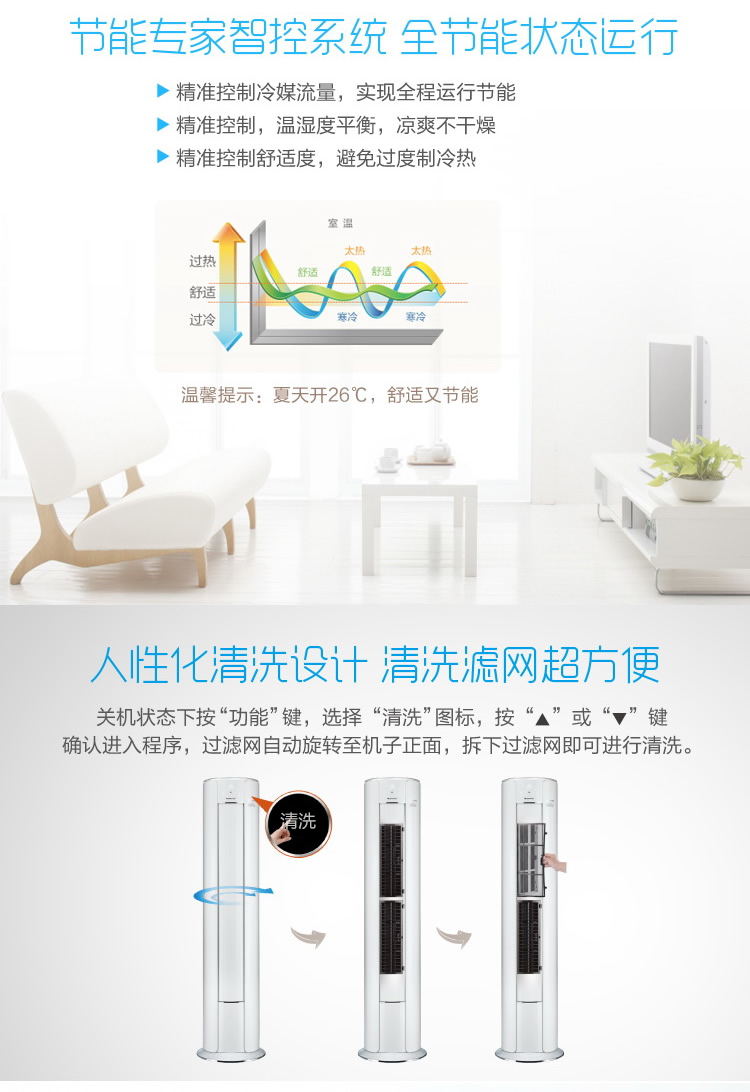 节能专家智控系统 全节能状态运行
精准控制冷媒流量，实现全程运行节能
精准控制，温湿度平衡，凉爽不干燥
精准控制舒适度，避免过度制冷热
室 温
太热 太热
过热
舒适 舒适
舒适
过冷
寒冷 寒冷
温馨提示：夏天开26℃，舒适又节能
人性化清洗设计 清洗滤网超方便
关机状态下按“功能”键，选择“清洗”图标，按“▲”或“▼”键
确认进入程序，过滤网自动旋转至机子正面，拆下过滤网即可进行清洗。
清洗